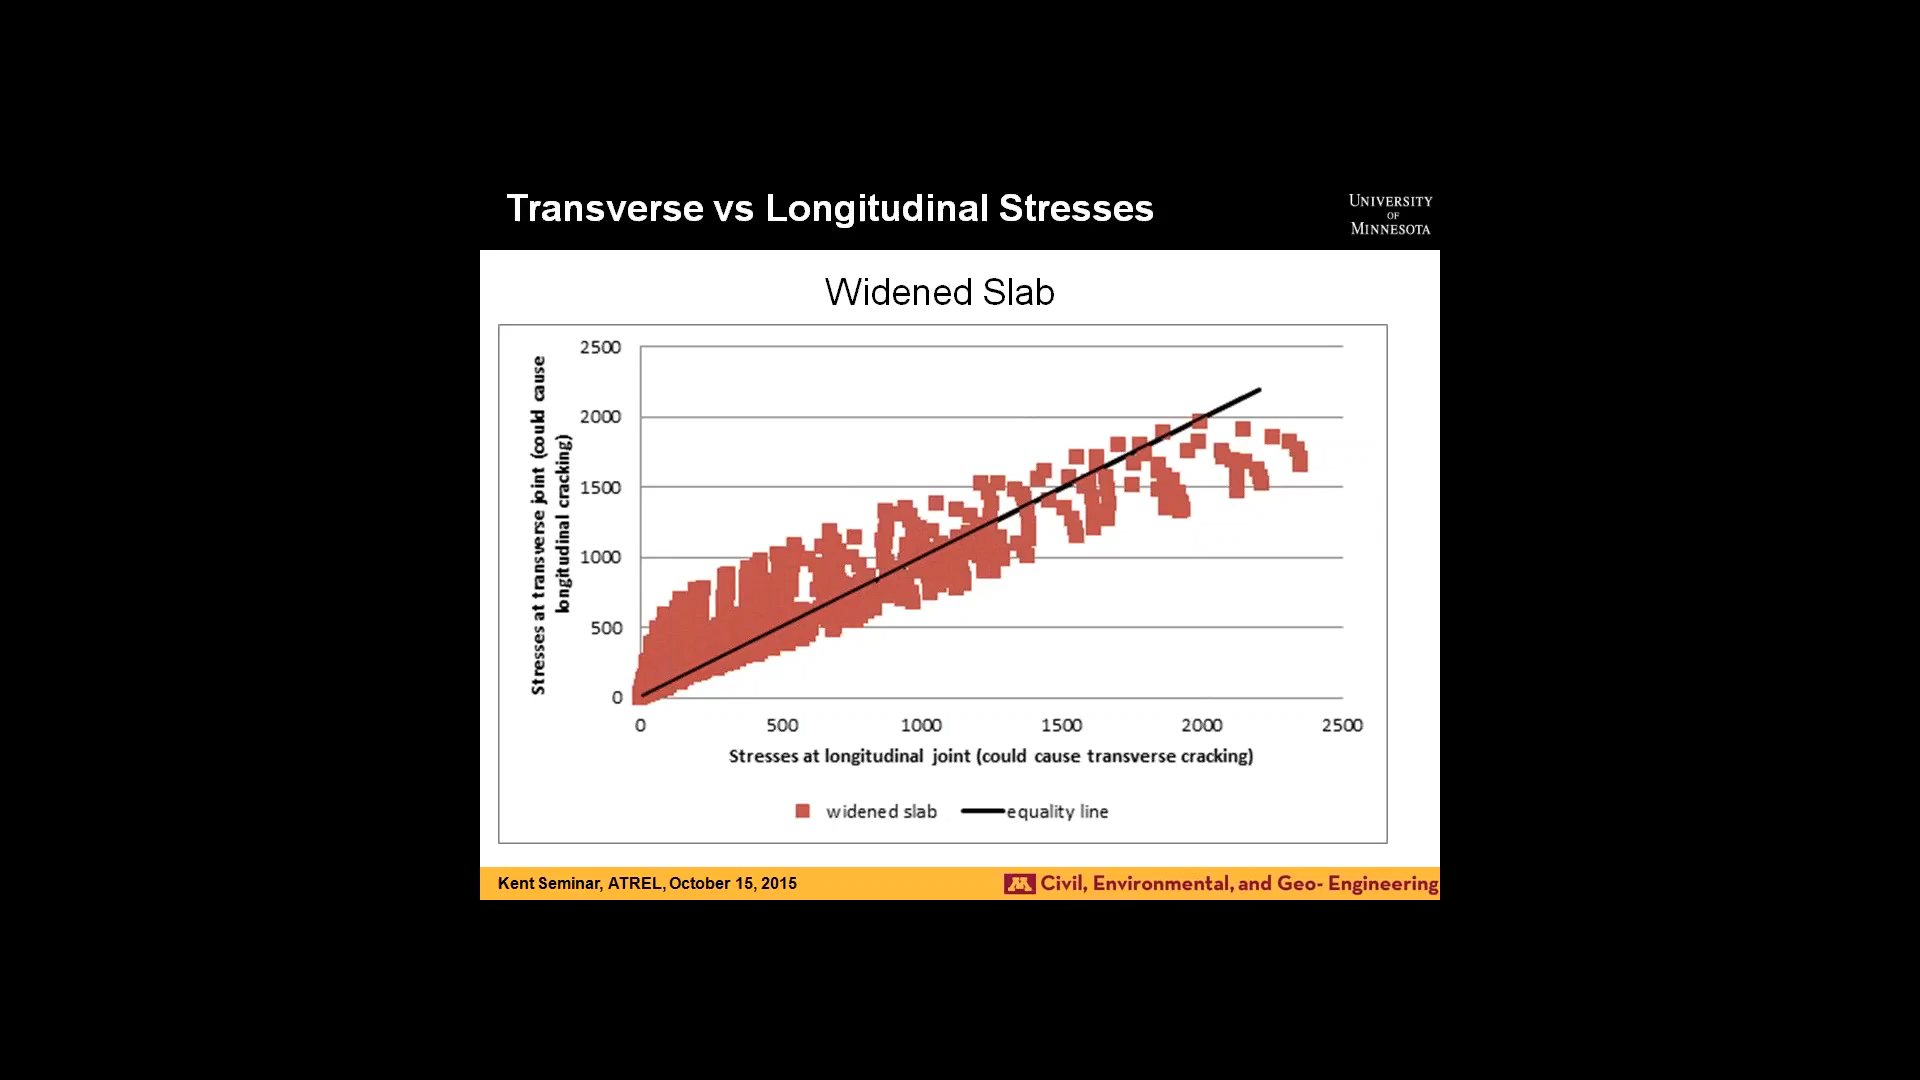 Transverse vs Longitudinal Stresses
UNIVERSITY
OF
MINNESOTA
Widened Slab
Stresses at transverse joint (could cause
longitudinal cracking)
2500
2000
1500
1000
500
0
0 500 1000 1500 2000 2500
Stresses at longitudinal joint (could cause transverse cracking)
widened slab equality line
Kent Seminar, ATREL, October 15, 2015
M Civil, Environmental, and Geo- Engineering